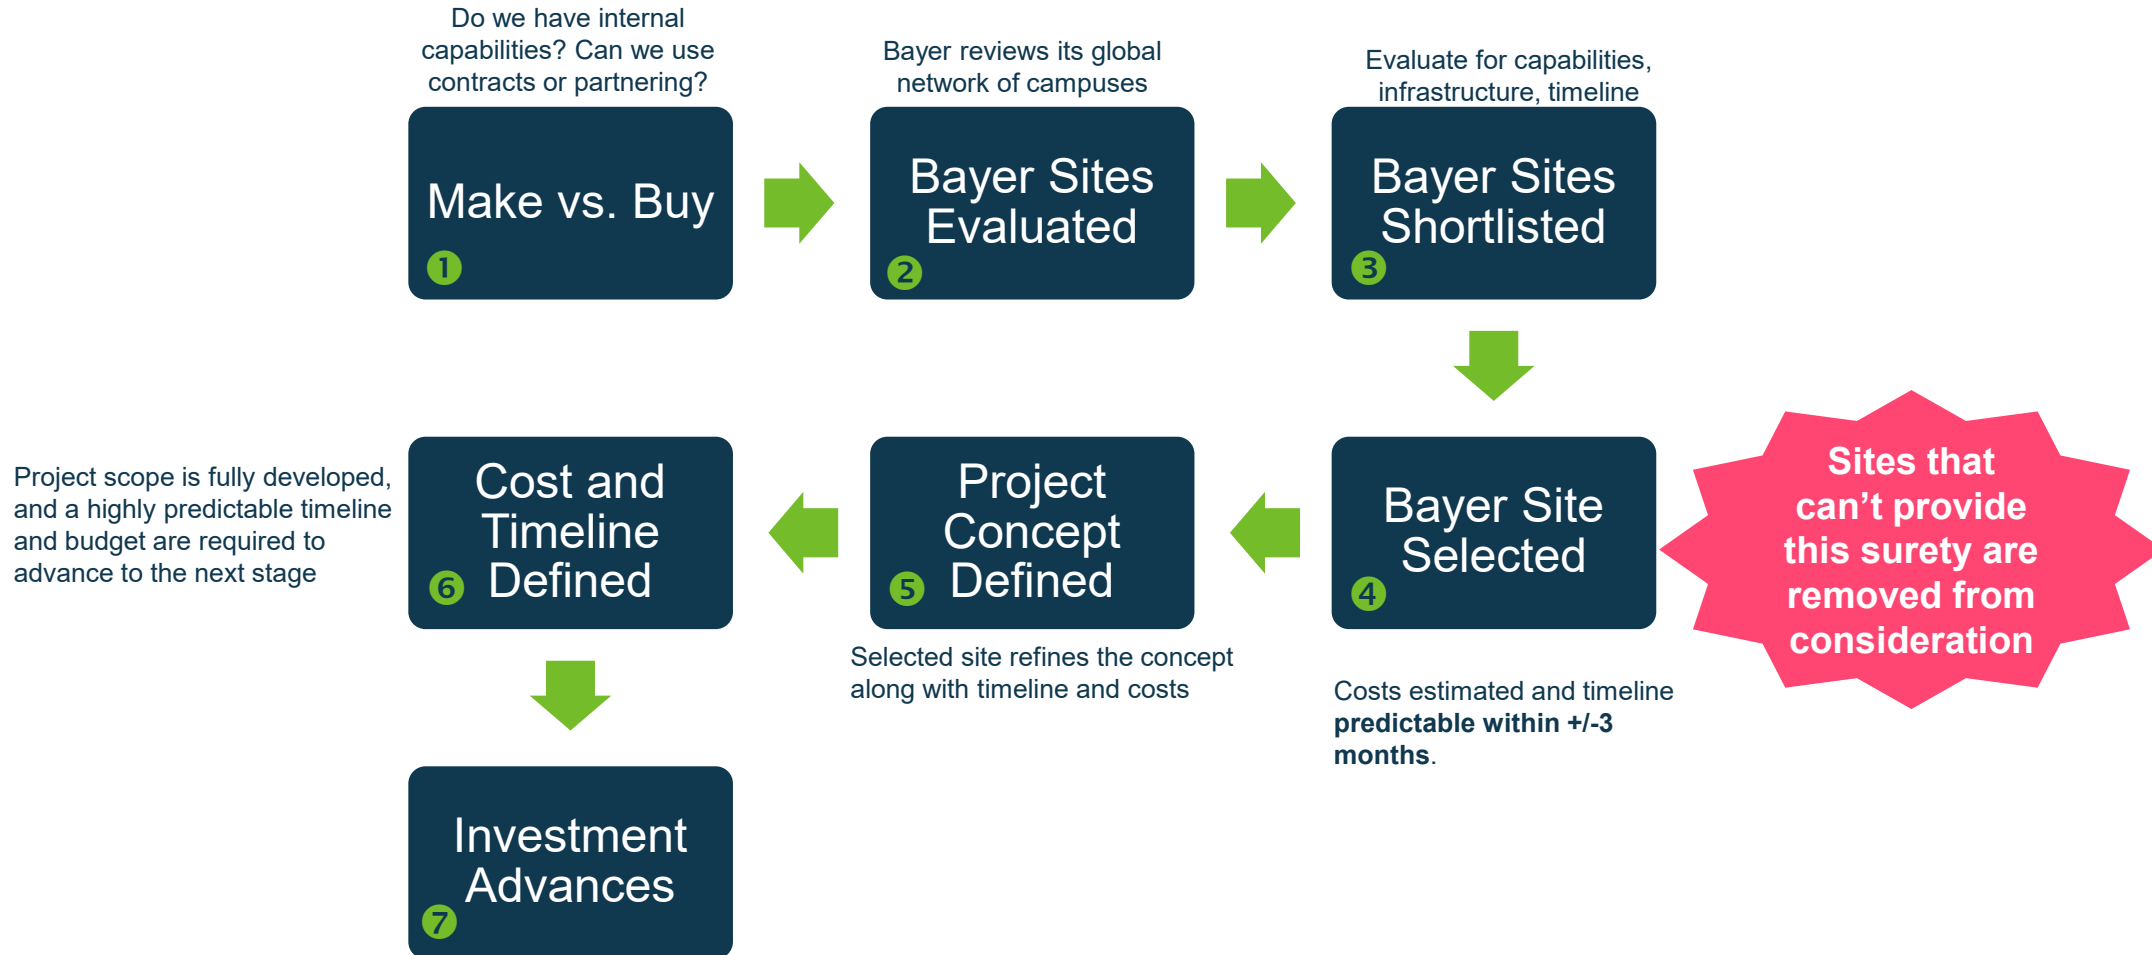 Do we have internal
capabilities? Can we use
contracts or partnering?
Make vs. Buy
1
Bayer reviews its global
network of campuses
Bayer Sites
Evaluated
2
Evaluate for capabilities,
infrastructure, timeline
Bayer Sites
Shortlisted
3
Bayer Site
Selected
4
Costs estimated and timeline
predictable within +/-3
months.
Sites that
can’t provide
this surety are
removed from
consideration
Project
Concept
Defined
5
Selected site refines the concept
along with timeline and costs
Cost and
Timeline
Defined
6
Project scope is fully developed,
and a highly predictable timeline
and budget are required to
advance to the next stage
Investment
Advances
7